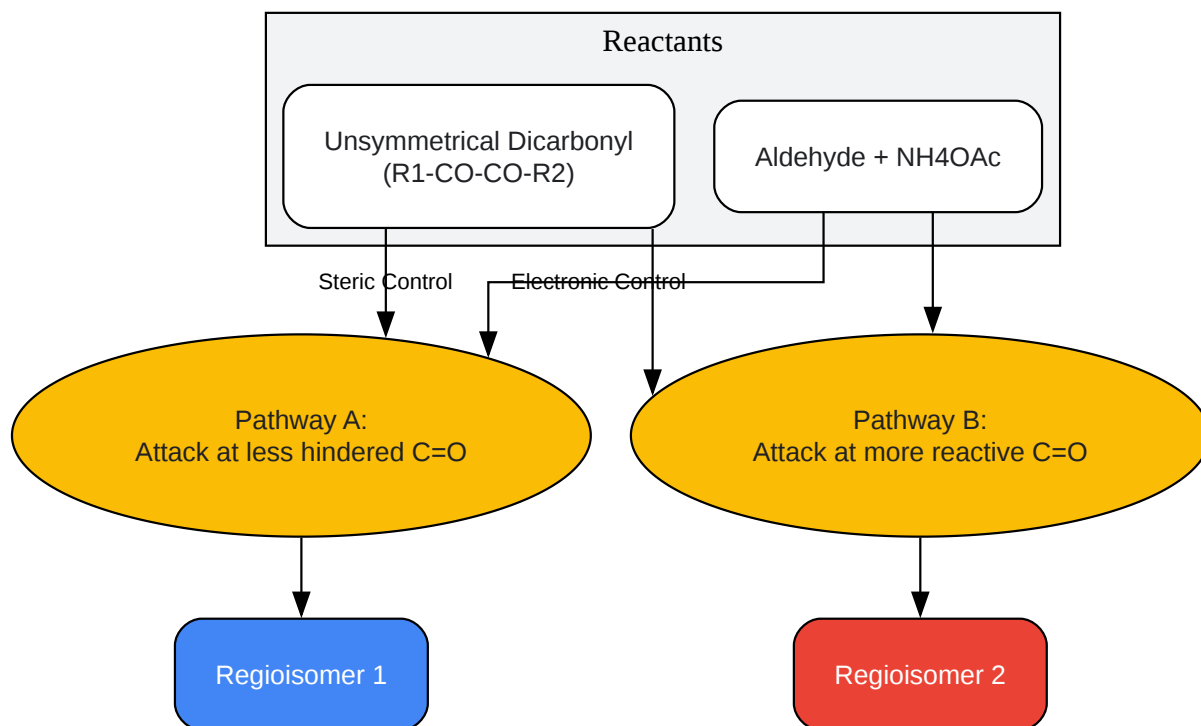 Reactants
Unsymmetrical Dicarbonyl
(R1-CO-CO-R2)
Aldehyde + NH4OAc
Steric Control
Electronic Control
Pathway A:
Attack at less hindered C=O
Pathway B:
Attack at more reactive C=O
Regioisomer 1
Regioisomer 2